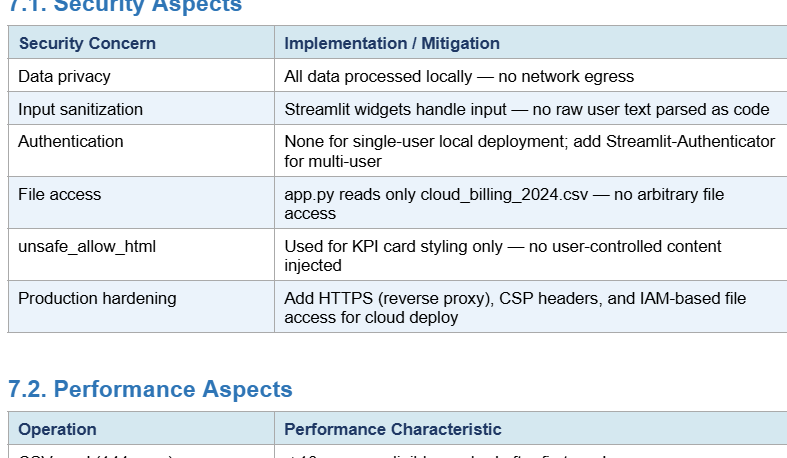 7.1. Security Aspects
Security Concern Implementation / Mitigation
Data privacy All data processed locally — no network egress
Input sanitization Streamlit widgets handle input — no raw user text parsed as code
Authentication None for single-user local deployment; add Streamlit-Authenticator
for multi-user
File access app.py reads only cloud_billing_2024.csv — no arbitrary file
access
unsafe_allow_html Used for KPI card styling only — no user-controlled content
injected
Production hardening Add HTTPS (reverse proxy), CSP headers, and IAM-based file
access for cloud deploy
7.2. Performance Aspects
Operation Performance Characteristic